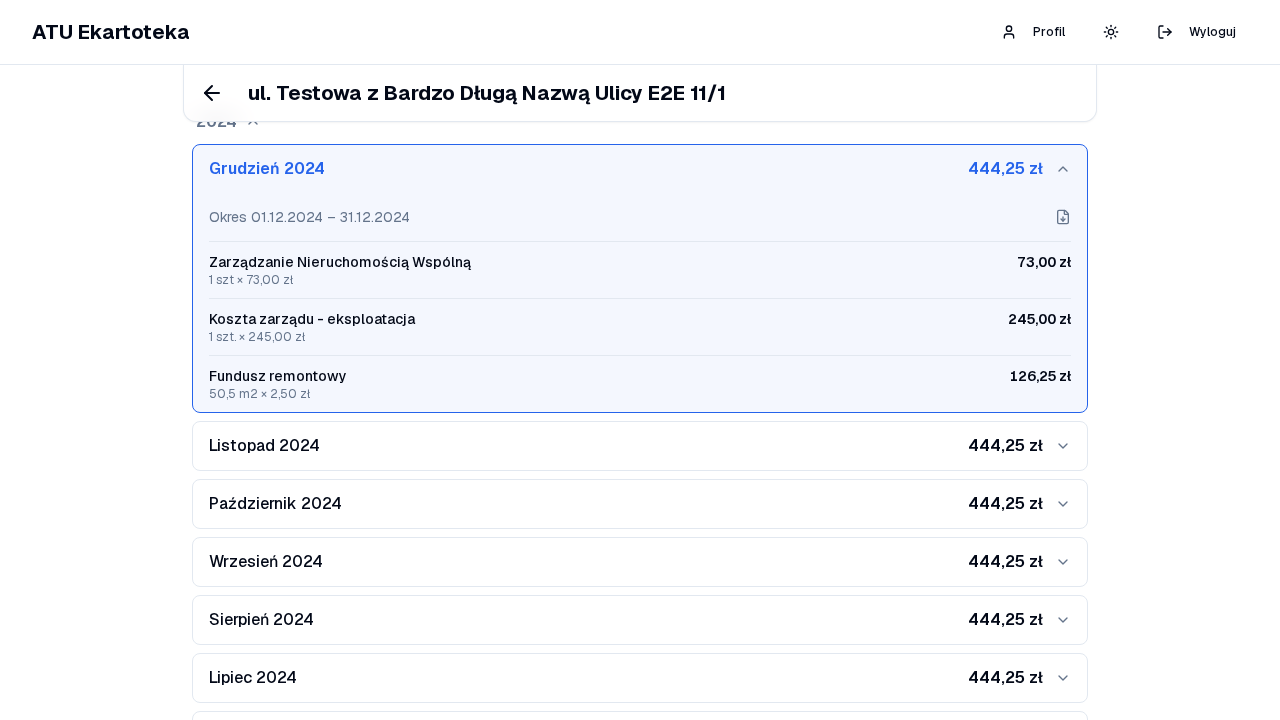 ATU Ekartoteka
Profil
Wyloguj
ul. Testowa z Bardzo Długą Nazwą Ulicy E2E 11/1
2024
Grudzień 2024 444,25 zł
Okres 01.12.2024 – 31.12.2024
Zarządzanie Nieruchomością Wspólną 73,00 zł
1 szt × 73,00 zł
Koszta zarządu - eksploatacja 245,00 zł
1 szt. × 245,00 zł
Fundusz remontowy 126,25 zł
50,5 m2 × 2,50 zł
Listopad 2024 444,25 zł
Październik 2024 444,25 zł
Wrzesień 2024 444,25 zł
Sierpień 2024 444,25 zł
Lipiec 2024 444,25 zł